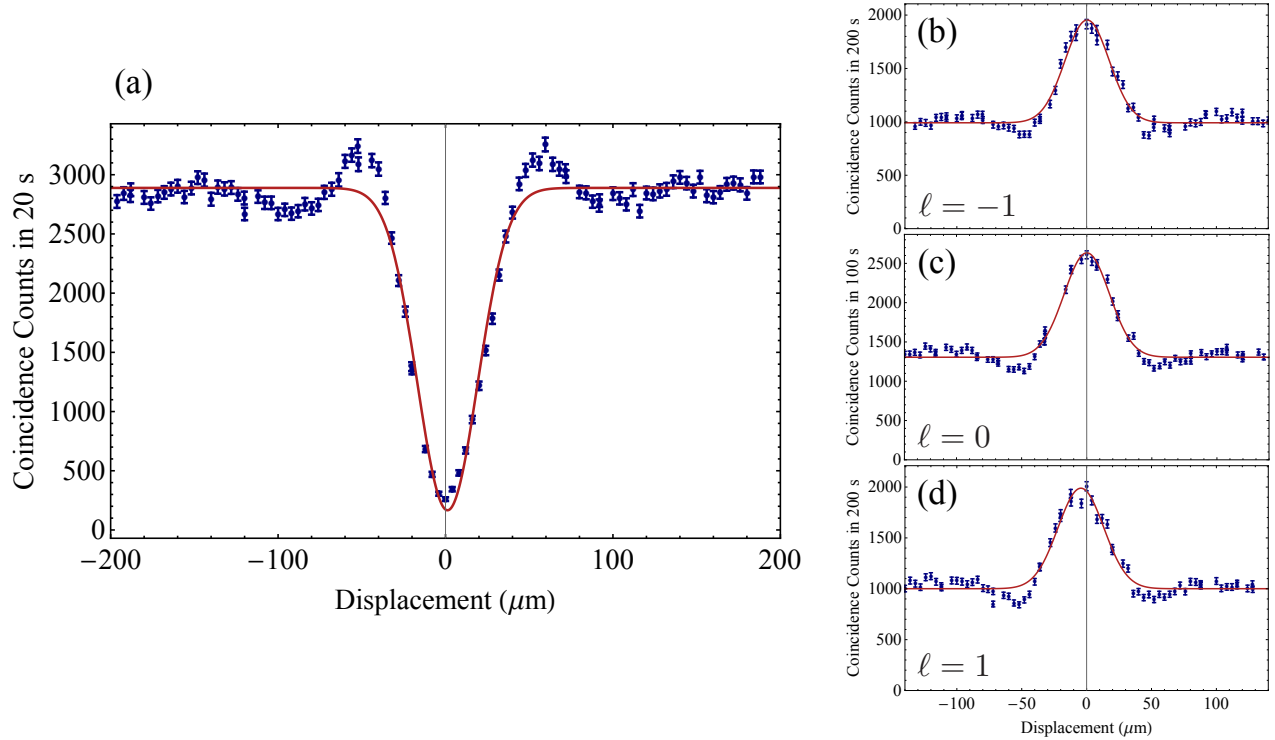 (a)
Coincidence Counts in 20 s
3000
2500
2000
1500
1000
500
0
−200 −100 0 100 200
Displacement (μm)
(b)
Coincidence Counts in 200 s
2000
1500
1000
500
0
ℓ = −1
(c)
Coincidence Counts in 100 s
2500
2000
1500
1000
500
0
ℓ = 0
(d)
Coincidence Counts in 200 s
2000
1500
1000
500
0
ℓ = 1
−100 −50 0 50 100
Displacement (μm)